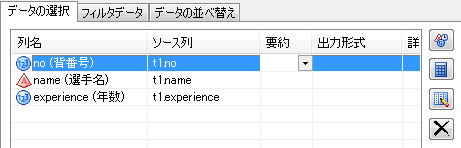 データの選択 フィルタデータ データの並べ替え
列名 ソース列 要約 出力形式 詳
no (背番号) t1.no
name (選手名) t1.name
experience (年数) t1.experience